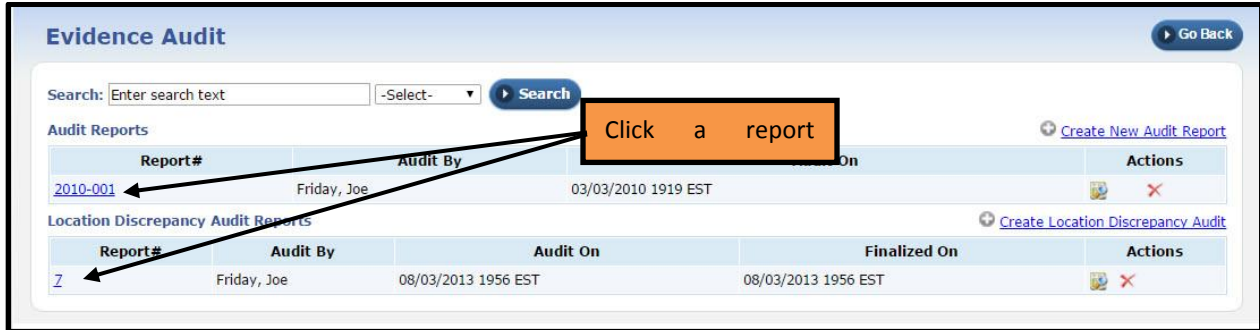 Evidence Audit
Go Back
Search: Enter search text -Select- Search
Click a report
Audit Reports Create New Audit Report
Report# Audit By On Actions
2010-001 Friday, Joe 03/03/2010 1919 EST
Location Discrepancy Audit Reports Create Location Discrepancy Audit
Report# Audit By Audit On Finalized On Actions
7 Friday, Joe 08/03/2013 1956 EST 08/03/2013 1956 EST